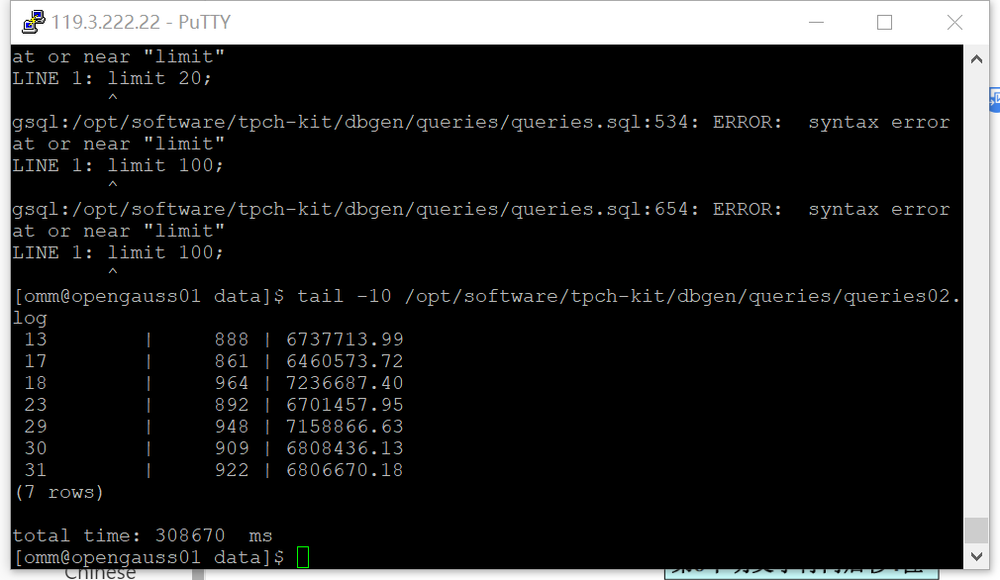 119.3.222.22 - PuTTY
at or near "limit"
LINE 1: limit 20;
^
gsql:/opt/software/tpch-kit/dbgen/queries/queries.sql:534: ERROR:  syntax error
at or near "limit"
LINE 1: limit 100;
^
gsql:/opt/software/tpch-kit/dbgen/queries/queries.sql:654: ERROR:  syntax error
at or near "limit"
LINE 1: limit 100;
^
[omm@opengauss01 data]$ tail -10 /opt/software/tpch-kit/dbgen/queries/queries02.
log
13 | 888 | 6737713.99
17 | 861 | 6460573.72
18 | 964 | 7236687.40
23 | 892 | 6701457.95
29 | 948 | 7158866.63
30 | 909 | 6808436.13
31 | 922 | 6806670.18
(7 rows)
total time: 308670  ms
[omm@opengauss01 data]$
Chinese